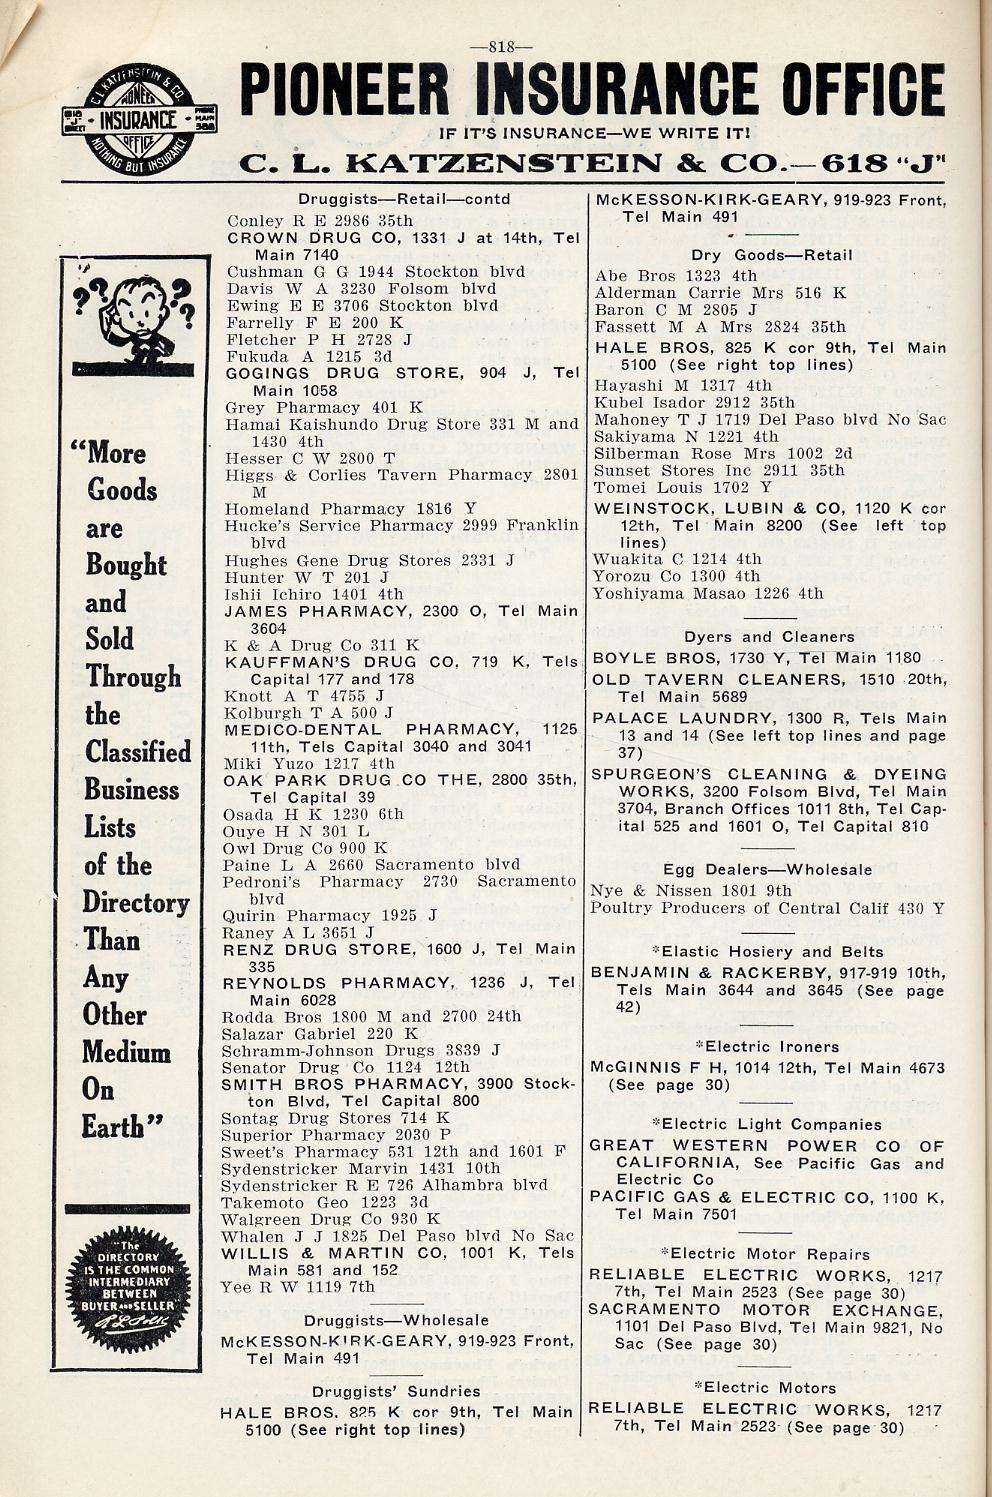 —818—
C. L. KATZENSTEIN & CO.
PIONEER
618 "J" STREET - INSURANCE - PHONE MAIN 588
OFFICE
NOTHING BUT INSURANCE
PIONEER INSURANCE OFFICE
IF IT'S INSURANCE—WE WRITE IT!
C. L. KATZENSTEIN & CO.—618 "J"
? ? ? ?
"More
Goods
are
Bought
and
Sold
Through
the
Classified
Business
Lists
of the
Directory
Than
Any
Other
Medium
On
Earth"
"The
DIRECTORY
IS THE COMMON
INTERMEDIARY
BETWEEN
BUYER AND SELLER"
R. L. Polk
Druggists—Retail—contd
Conley R E 2986 35th
CROWN DRUG CO, 1331 J at 14th, Tel
Main 7140
Cushman G G 1944 Stockton blvd
Davis W A 3230 Folsom blvd
Ewing E E 3706 Stockton blvd
Farrelly F E 200 K
Fletcher P H 2728 J
Fukuda A 1215 3d
GOGINGS DRUG STORE, 904 J, Tel
Main 1058
Grey Pharmacy 401 K
Hamai Kaishundo Drug Store 331 M and
1430 4th
Hesser C W 2800 T
Higgs & Corlies Tavern Pharmacy 2801
M
Homeland Pharmacy 1816 Y
Hucke's Service Pharmacy 2999 Franklin
blvd
Hughes Gene Drug Stores 2331 J
Hunter W T 201 J
Ishii Ichiro 1401 4th
JAMES PHARMACY, 2300 O, Tel Main
3604
K & A Drug Co 311 K
KAUFFMAN'S DRUG CO, 719 K, Tels
Capital 177 and 178
Knott A T 4755 J
Kolburgh T A 500 J
MEDICO-DENTAL PHARMACY, 1125
11th, Tels Capital 3040 and 3041
Miki Yuzo 1217 4th
OAK PARK DRUG CO THE, 2800 35th,
Tel Capital 39
Osada H K 1230 6th
Ouye H N 301 L
Owl Drug Co 900 K
Paine L A 2660 Sacramento blvd
Pedroni's Pharmacy 2730 Sacramento
blvd
Quirin Pharmacy 1925 J
Raney A L 3651 J
RENZ DRUG STORE, 1600 J, Tel Main
335
REYNOLDS PHARMACY, 1236 J, Tel
Main 6028
Rodda Bros 1800 M and 2700 24th
Salazar Gabriel 220 K
Schramm-Johnson Drugs 3839 J
Senator Drug Co 1124 12th
SMITH BROS PHARMACY, 3900 Stock-
ton Blvd, Tel Capital 800
Sontag Drug Stores 714 K
Superior Pharmacy 2030 P
Sweet's Pharmacy 531 12th and 1601 F
Sydenstricker Marvin 1431 10th
Sydenstricker R E 726 Alhambra blvd
Takemoto Geo 1223 3d
Walgreen Drug Co 930 K
Whalen J J 1825 Del Paso blvd No Sac
WILLIS & MARTIN CO, 1001 K, Tels
Main 581 and 152
Yee R W 1119 7th
Druggists—Wholesale
McKESSON-KIRK-GEARY, 919-923 Front,
Tel Main 491
Druggists' Sundries
HALE BROS. 825 K cor 9th, Tel Main
5100 (See right top lines)
McKESSON-KIRK-GEARY, 919-923 Front,
Tel Main 491
Dry Goods—Retail
Abe Bros 1323 4th
Alderman Carrie Mrs 516 K
Baron C M 2805 J
Fassett M A Mrs 2824 35th
HALE BROS, 825 K cor 9th, Tel Main
5100 (See right top lines)
Hayashi M 1317 4th
Kubel Isador 2912 35th
Mahoney T J 1719 Del Paso blvd No Sac
Sakiyama N 1221 4th
Silberman Rose Mrs 1002 2d
Sunset Stores Inc 2911 35th
Tomei Louis 1702 Y
WEINSTOCK, LUBIN & CO, 1120 K cor
12th, Tel Main 8200 (See left top
lines)
Wuakita C 1214 4th
Yorozu Co 1300 4th
Yoshiyama Masao 1226 4th
Dyers and Cleaners
BOYLE BROS, 1730 Y, Tel Main 1180
OLD TAVERN CLEANERS, 1510 20th,
Tel Main 5689
PALACE LAUNDRY, 1300 R, Tels Main
13 and 14 (See left top lines and page
37)
SPURGEON'S CLEANING & DYEING
WORKS, 3200 Folsom Blvd, Tel Main
3704, Branch Offices 1011 8th, Tel Cap-
ital 525 and 1601 O, Tel Capital 810
Egg Dealers—Wholesale
Nye & Nissen 1801 9th
Poultry Producers of Central Calif 430 Y
*Elastic Hosiery and Belts
BENJAMIN & RACKERBY, 917-919 10th,
Tels Main 3644 and 3645 (See page
42)
*Electric Ironers
McGINNIS F H, 1014 12th, Tel Main 4673
(See page 30)
*Electric Light Companies
GREAT WESTERN POWER CO OF
CALIFORNIA, See Pacific Gas and
Electric Co
PACIFIC GAS & ELECTRIC CO, 1100 K,
Tel Main 7501
*Electric Motor Repairs
RELIABLE ELECTRIC WORKS, 1217
7th, Tel Main 2523 (See page 30)
SACRAMENTO MOTOR EXCHANGE,
1101 Del Paso Blvd, Tel Main 9821, No
Sac (See page 30)
*Electric Motors
RELIABLE ELECTRIC WORKS, 1217
7th, Tel Main 2523 (See page 30)